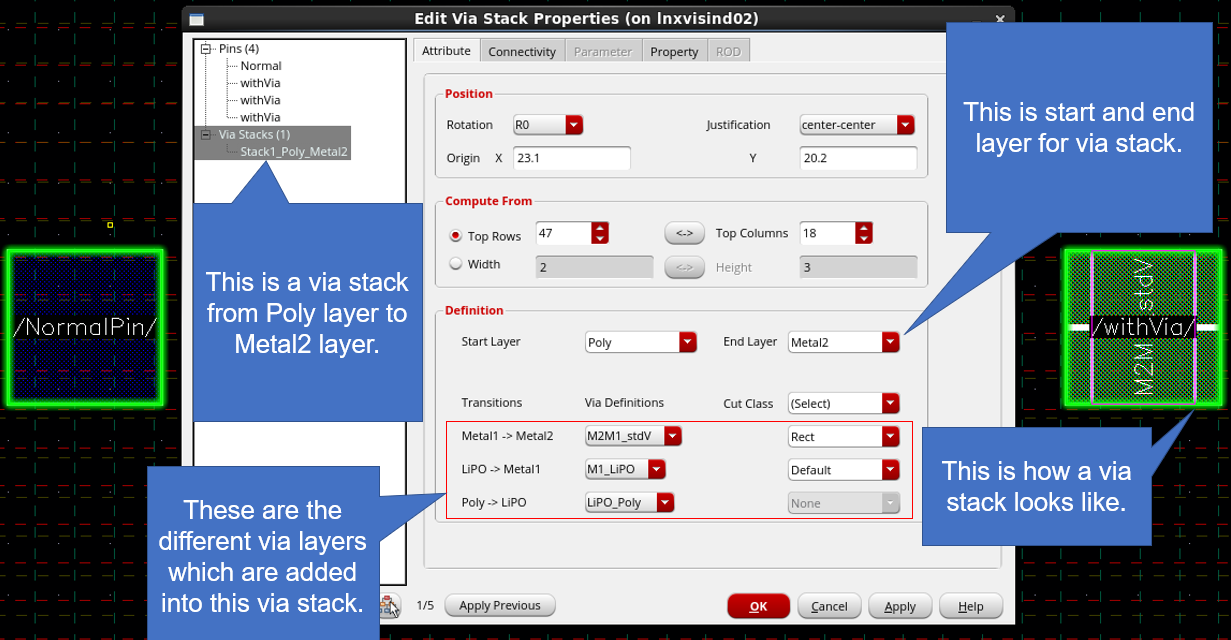 Edit Via Stack Properties (on lnxvisind02)
Pins (4)
Normal
withVia
withVia
withVia
Via Stacks (1)
Stack1_Poly_Metal2
Attribute Connectivity Parameter Property ROD
Position
Rotation R0 Justification center-center
Origin X 23.1 Y 20.2
Compute From
Top Rows 47 <-> Top Columns 18
Width 2 <-> Height 3
Definition
Start Layer Poly End Layer Metal2
Transitions Via Definitions Cut Class (Select)
Metal1 -> Metal2 M2M1_stdV Rect
LiPO -> Metal1 M1_LiPO Default
Poly -> LiPO LiPO_Poly None
1/5 Apply Previous OK Cancel Apply Help
This is a via stack
from Poly layer to
Metal2 layer.
These are the
different via layers
which are added
into this via stack.
This is start and end
layer for via stack.
This is how a via
stack looks like.
/NormalPin/
/withVia/